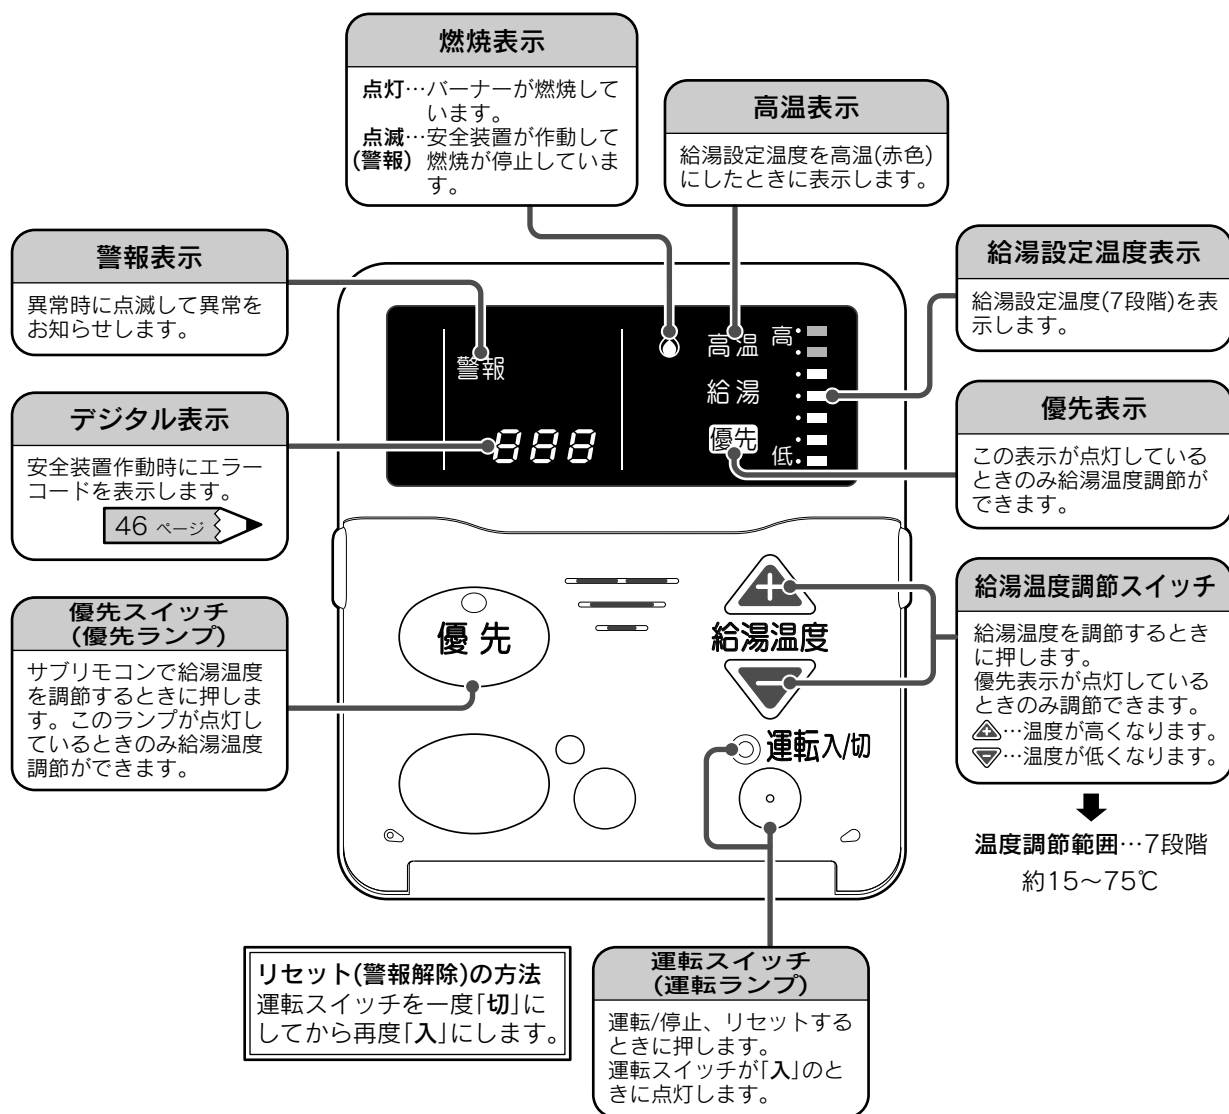 燃焼表示
点灯…バーナーが燃焼して
います。
点滅…安全装置が作動して
(警報) 燃焼が停止していま
す。
高温表示
給湯設定温度を高温(赤色)
にしたときに表示します。
警報表示
異常時に点滅して異常を
お知らせします。
給湯設定温度表示
給湯設定温度(7段階)を表
示します。
デジタル表示
安全装置作動時にエラー
コードを表示します。
46 ページ
優先表示
この表示が点灯している
ときのみ給湯温度調節が
できます。
警報
888
高温
給湯
優先
高
低
優先スイッチ
(優先ランプ)
サブリモコンで給湯温度
を調節するときに押しま
す。このランプが点灯し
ているときのみ給湯温度
調節ができます。
優先
+
給湯温度
−
運転入/切
給湯温度調節スイッチ
給湯温度を調節するとき
に押します。
優先表示が点灯している
ときのみ調節できます。
…温度が高くなります。
…温度が低くなります。
温度調節範囲…7段階
約15～75℃
リセット(警報解除)の方法
運転スイッチを一度「切」に
してから再度「入」にします。
運転スイッチ
(運転ランプ)
運転/停止、リセットする
ときに押します。
運転スイッチが「入」のと
きに点灯します。